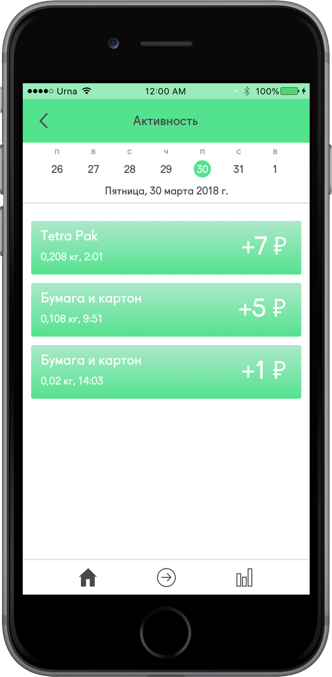 Urna 12:00 AM 100%
Активность
п в с ч п с в
26 27 28 29 30 31 1
Пятница, 30 марта 2018 г.
Tetra Pak
0,208 кг, 2:01
+7 ₽
Бумага и картон
0,108 кг, 9:51
+5 ₽
Бумага и картон
0,02 кг, 14:03
+1 ₽